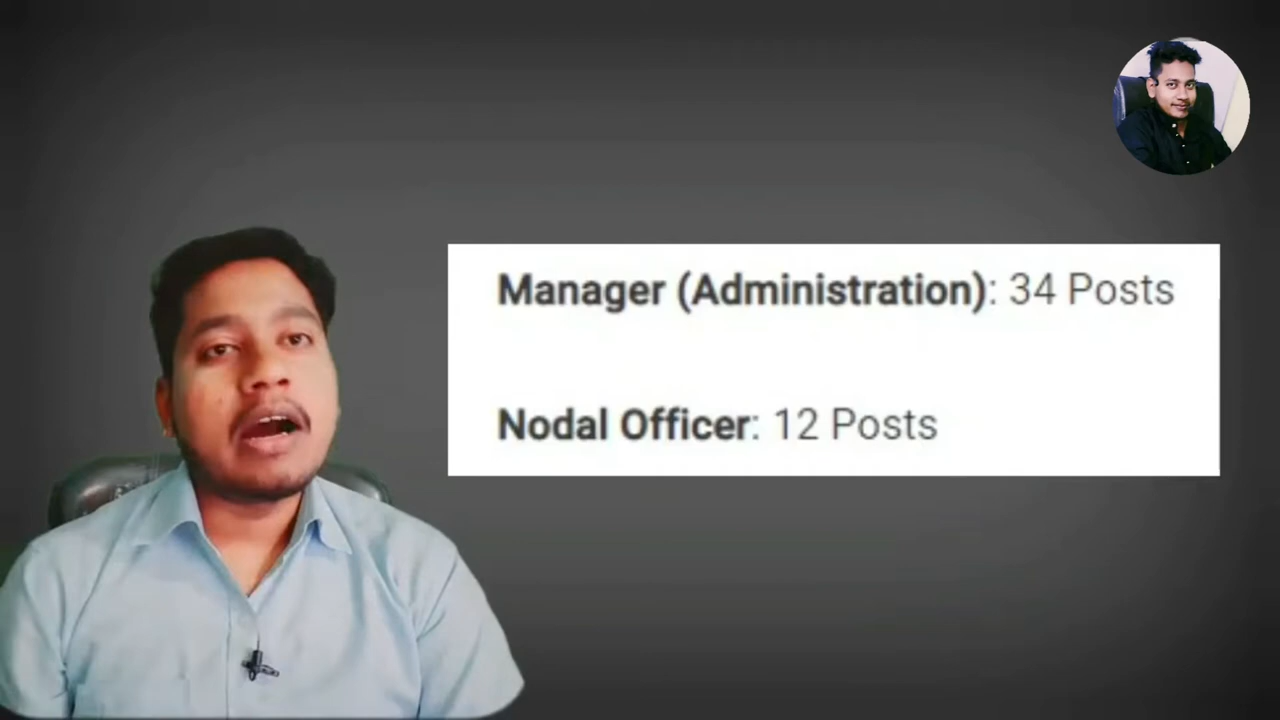 Manager (Administration): 34 Posts
Nodal Officer: 12 Posts